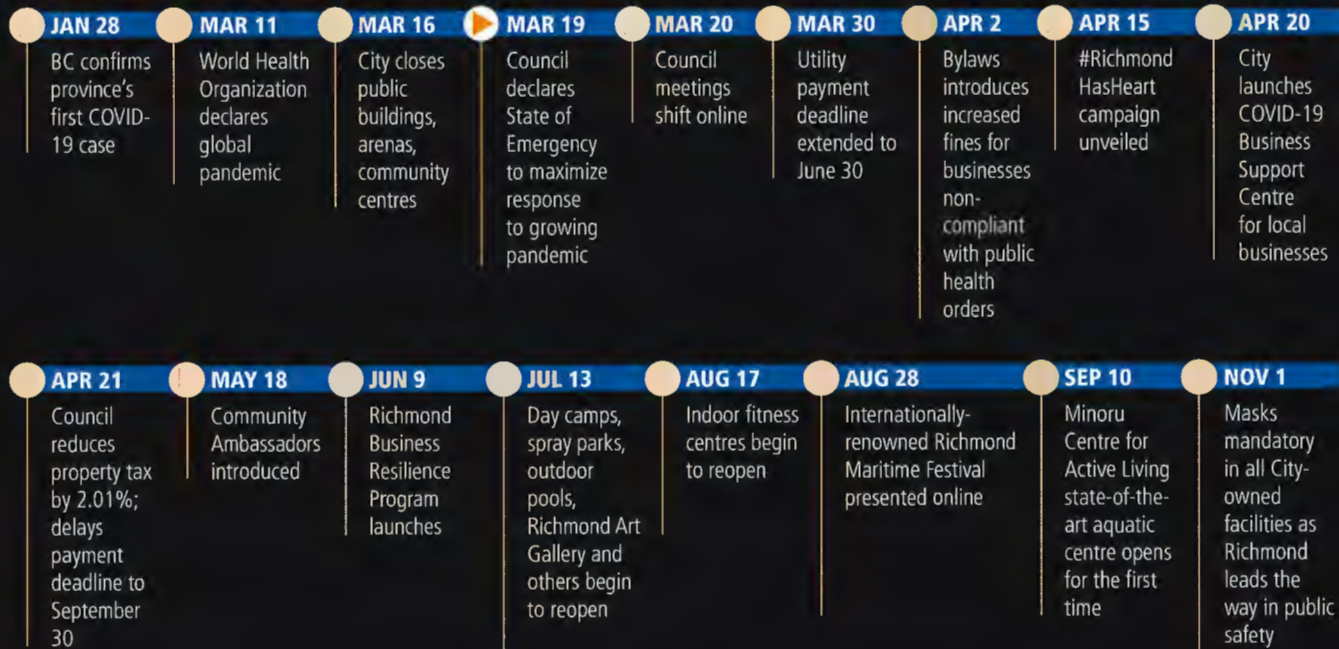 JAN 28
BC confirms
province's
first COVID-
19 case
MAR 11
World Health
Organization
declares
global
pandemic
MAR 16
City closes
public
buildings,
arenas,
community
centres
MAR 19
Council
declares
State of
Emergency
to maximize
response
to growing
pandemic
MAR 20
Council
meetings
shift online
MAR 30
Utility
payment
deadline
extended to
June 30
APR 2
Bylaws
introduces
increased
fines for
businesses
non-
compliant
with public
health
orders
APR 15
#Richmond
HasHeart
campaign
unveiled
APR 20
City
launches
COVID-19
Business
Support
Centre
for local
businesses
APR 21
Council
reduces
property tax
by 2.01%;
delays
payment
deadline to
September
30
MAY 18
Community
Ambassadors
introduced
JUN 9
Richmond
Business
Resilience
Program
launches
JUL 13
Day camps,
spray parks,
outdoor
pools,
Richmond Art
Gallery and
others begin
to reopen
AUG 17
Indoor fitness
centres begin
to reopen
AUG 28
Internationally-
renowned Richmond
Maritime Festival
presented online
SEP 10
Minoru
Centre for
Active Living
state-of-the-
art aquatic
centre opens
for the first
time
NOV 1
Masks
mandatory
in all City-
owned
facilities as
Richmond
leads the
way in public
safety